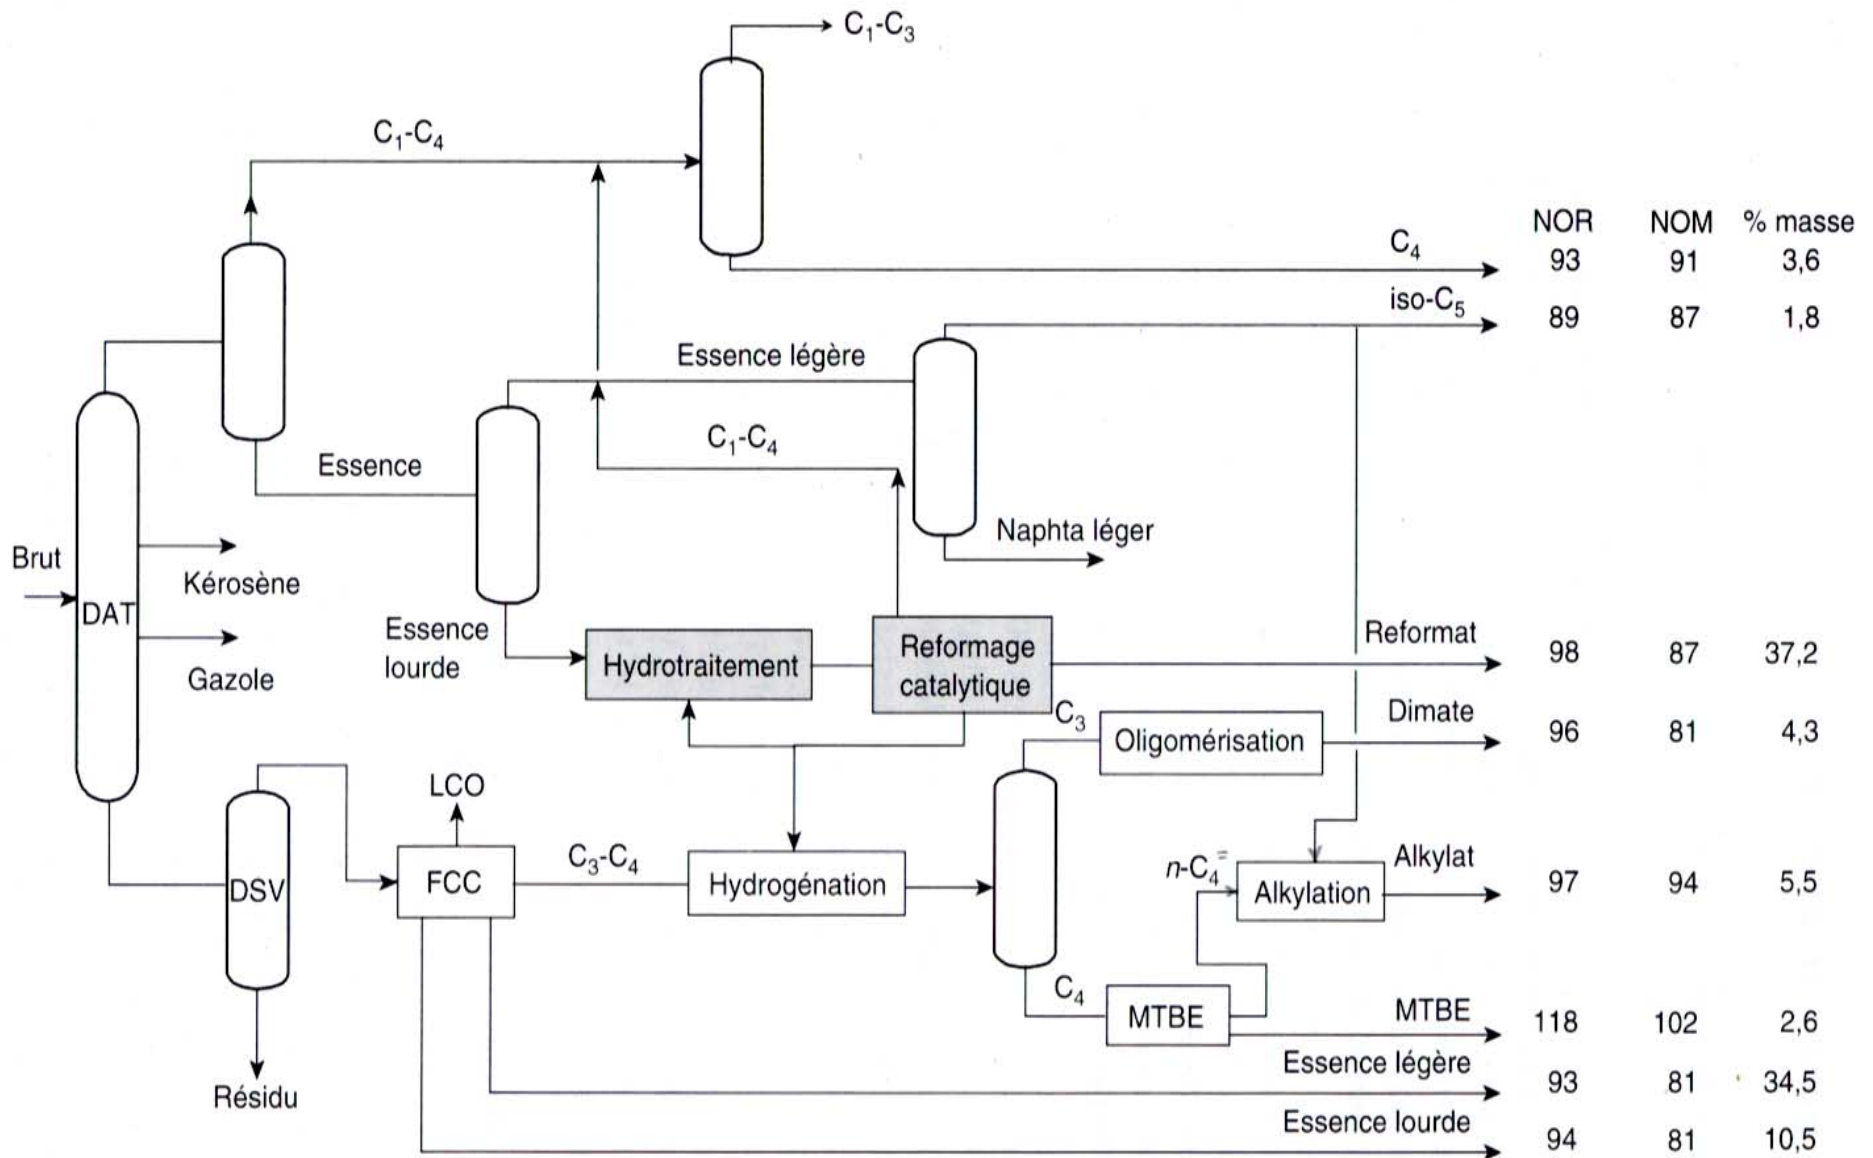 C₁-C₃
C₁-C₄
NOR NOM % masse
C₄ 93 91 3,6
iso-C₅ 89 87 1,8
Essence légère
C₁-C₄
Essence
Naphta léger
Brut
Kérosène
DAT
Essence
lourde
Hydrotraitement
Reformage
catalytique
Reformat 98 87 37,2
Gazole
C₃
Oligomérisation
Dimate 96 81 4,3
LCO
DSV
FCC
C₃-C₄
Hydrogénation
n-C₄⁼
Alkylation
Alkylat 97 94 5,5
C₄
MTBE
MTBE 118 102 2,6
Essence légère 93 81 34,5
Résidu
Essence lourde 94 81 10,5